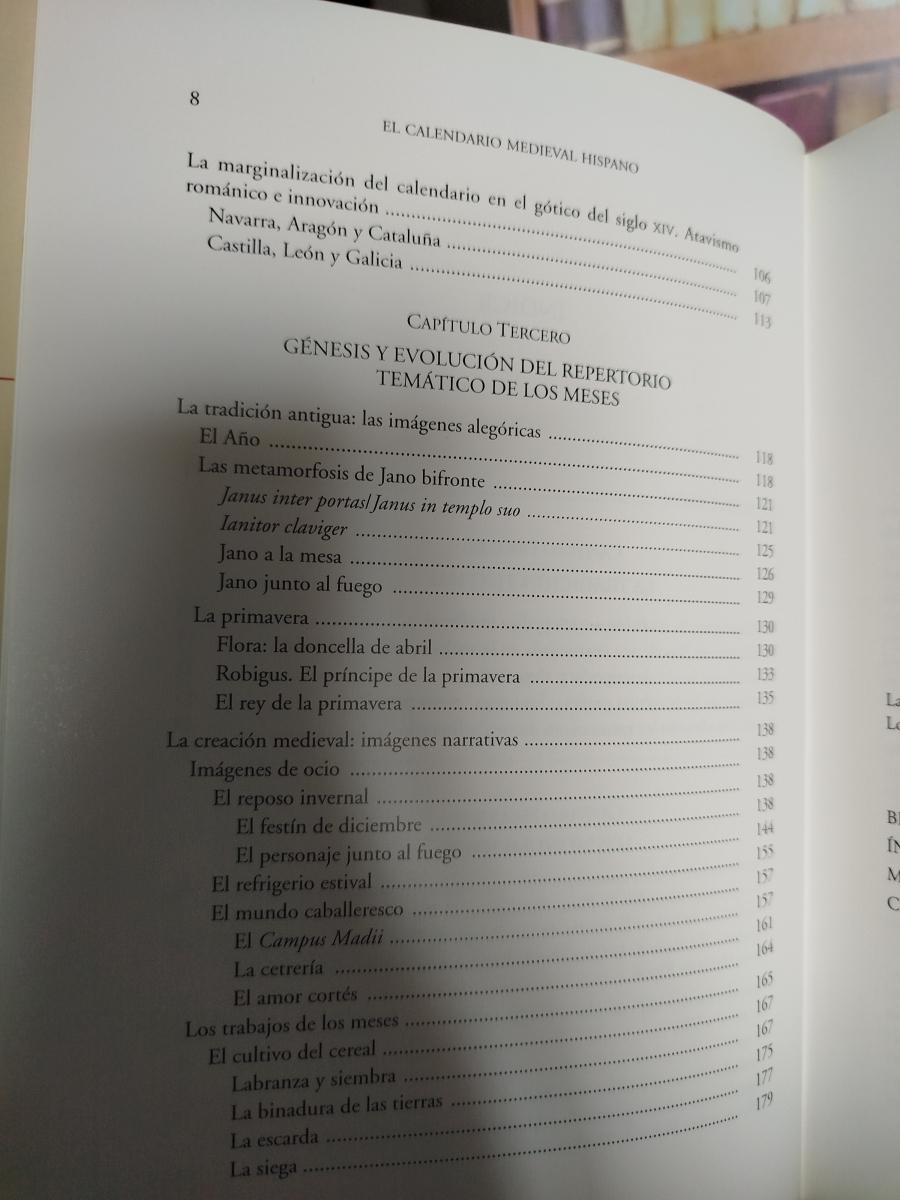 8
EL CALENDARIO MEDIEVAL HISPANO
La marginalización del calendario en el gótico del siglo XIV. Atavismo
románico e innovación ........ 106
Navarra, Aragón y Cataluña ........ 107
Castilla, León y Galicia ........ 113
CAPÍTULO TERCERO
GÉNESIS Y EVOLUCIÓN DEL REPERTORIO
TEMÁTICO DE LOS MESES
La tradición antigua: las imágenes alegóricas ........ 118
El Año ........ 118
Las metamorfosis de Jano bifronte ........ 121
Janus inter portas/Janus in templo suo ........ 121
Ianitor claviger ........ 125
Jano a la mesa ........ 126
Jano junto al fuego ........ 129
La primavera ........ 130
Flora: la doncella de abril ........ 130
Robigus. El príncipe de la primavera ........ 133
El rey de la primavera ........ 135
La creación medieval: imágenes narrativas ........ 138
Imágenes de ocio ........ 138
El reposo invernal ........ 138
El festín de diciembre ........ 138
El personaje junto al fuego ........ 144
El refrigerio estival ........ 155
El mundo caballeresco ........ 157
El Campus Madii ........ 157
La cetrería ........ 161
El amor cortés ........ 164
Los trabajos de los meses ........ 165
El cultivo del cereal ........ 167
Labranza y siembra ........ 167
La binadura de las tierras ........ 175
La escarda ........ 177
La siega ........ 179